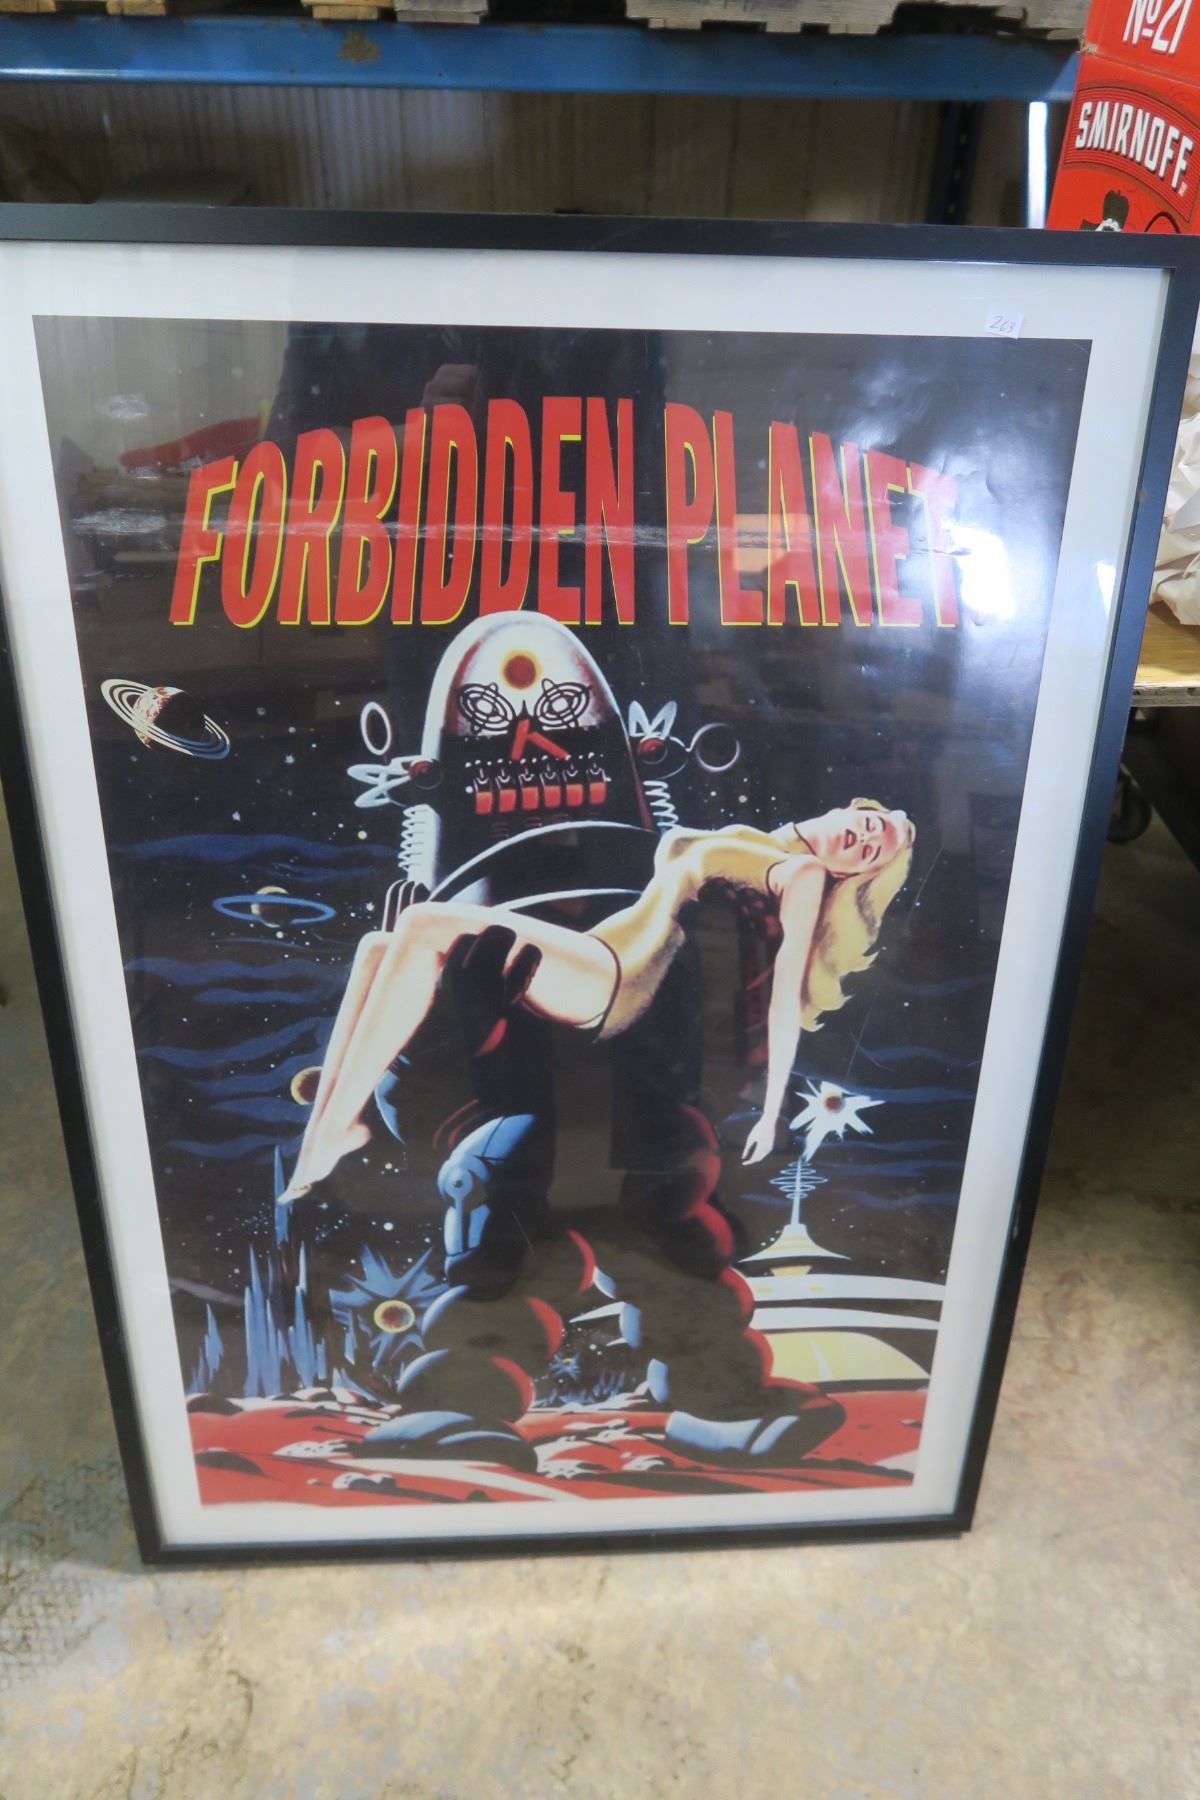 No21
SMIRNOFF
263
FORBIDDEN PLANET